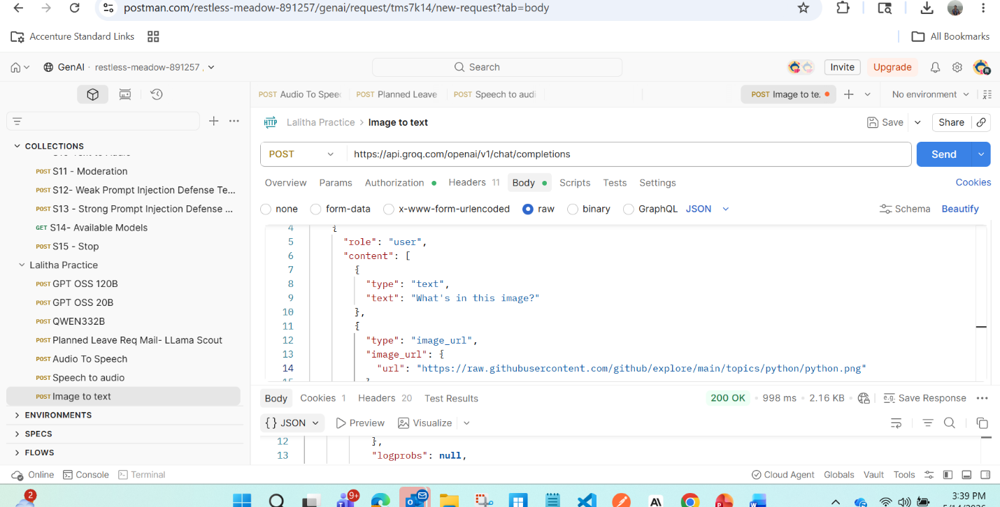 postman.com/restless-meadow-891257/genai/request/tms7k14/new-request?tab=body
Accenture Standard Links
All Bookmarks
GenAI · restless-meadow-891257
Search
Invite
Upgrade
POST Audio To Spee
POST Planned Leave
POST Speech to audi
POST Image to te.
No environment
HTTP Lalitha Practice > Image to text
Save
Share
COLLECTIONS
POST S11 - Moderation
POST S12- Weak Prompt Injection Defense Te...
POST S13 - Strong Prompt Injection Defense ...
GET S14- Available Models
POST S15 - Stop
Lalitha Practice
POST GPT OSS 120B
POST GPT OSS 20B
POST QWEN332B
POST Planned Leave Req Mail- LLama Scout
POST Audio To Speech
POST Speech to audio
POST Image to text
ENVIRONMENTS
SPECS
FLOWS
POST
https://api.groq.com/openai/v1/chat/completions
Send
Overview Params Authorization Headers 11 Body Scripts Tests Settings
Cookies
none form-data x-www-form-urlencoded raw binary GraphQL JSON
Schema Beautify
4 {
5 "role": "user",
6 "content": [
7 {
8 "type": "text",
9 "text": "What's in this image?"
10 },
11 {
12 "type": "image_url",
13 "image_url": {
14 "url": "https://raw.githubusercontent.com/github/explore/main/topics/python/python.png"
Body Cookies 1 Headers 20 Test Results
200 OK • 998 ms • 2.16 KB
e.g. Save Response
{} JSON Preview Visualize
12 },
13 "logprobs": null,
Online Console Terminal
Cloud Agent Globals Vault Tools
2
9+
3:39 PM